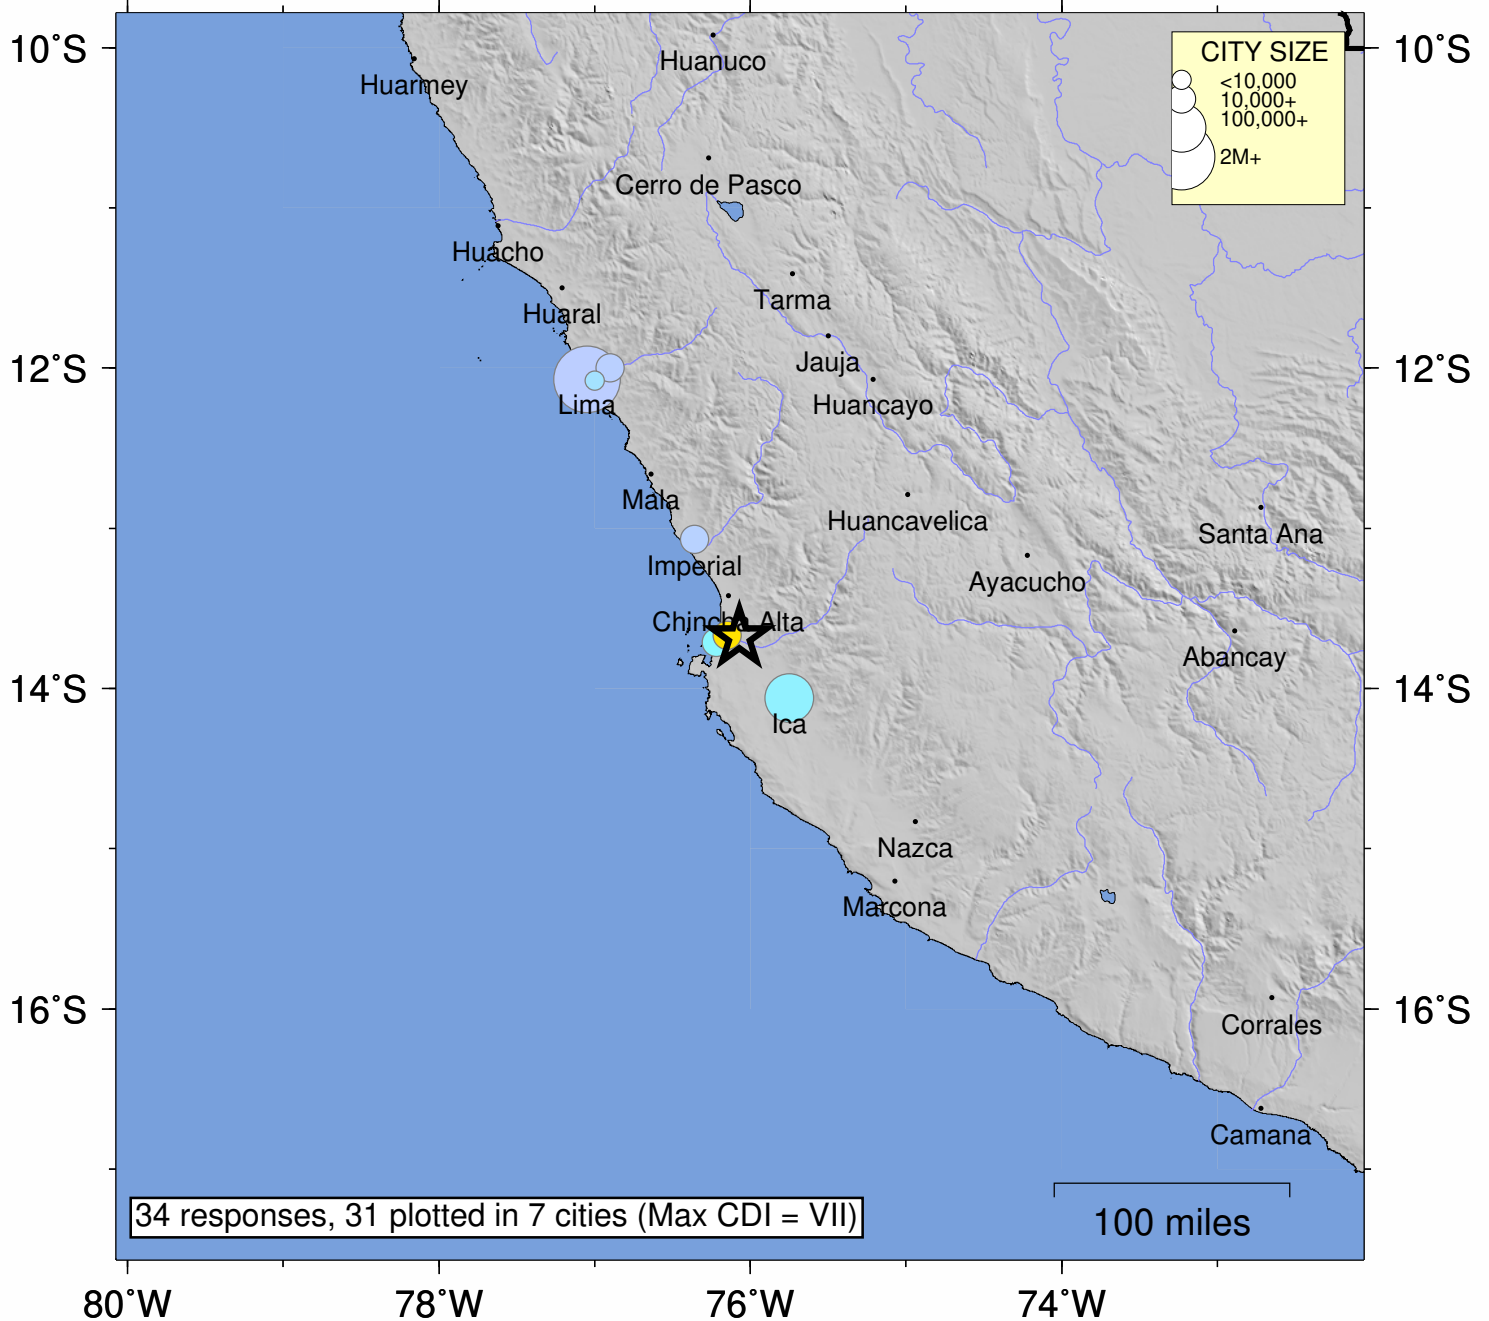 10°S
10°S
Huanuco
CITY SIZE
<10,000
10,000+
100,000+
2M+
Huarmey
Cerro de Pasco
Huacho
Tarma
Huaral
12°S
12°S
Jauja
Lima
Huancayo
Mala
Huancavelica
Santa Ana
Imperial
Ayacucho
Chincha Alta
Abancay
14°S
14°S
Ica
Nazca
Marcona
16°S
16°S
Corrales
Camana
34 responses, 31 plotted in 7 cities (Max CDI = VII)
100 miles
80°W
78°W
76°W
74°W